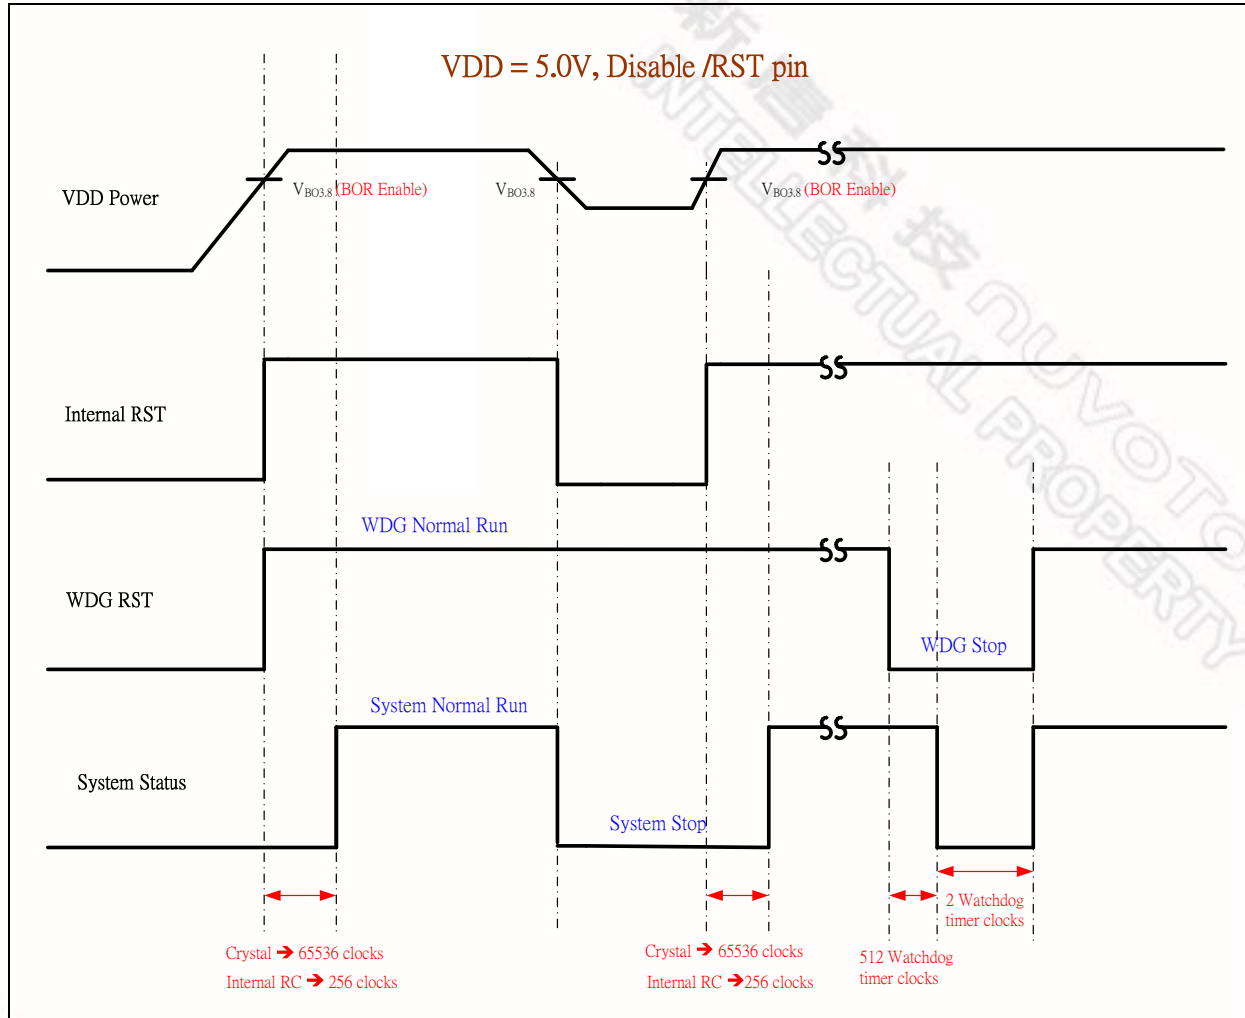 VDD = 5.0V, Disable /RST pin
VDD Power
VBO3.8 (BOR Enable)
VBO3.8
VBO3.8 (BOR Enable)
Internal RST
WDG Normal Run
WDG RST
WDG Stop
System Normal Run
System Status
System Stop
Crystal ➔ 65536 clocks
Internal RC ➔ 256 clocks
Crystal ➔ 65536 clocks
Internal RC ➔256 clocks
512 Watchdog
timer clocks
2 Watchdog
timer clocks
新唐科技 nuvoTo
INTELLECTUAL PROPERTY